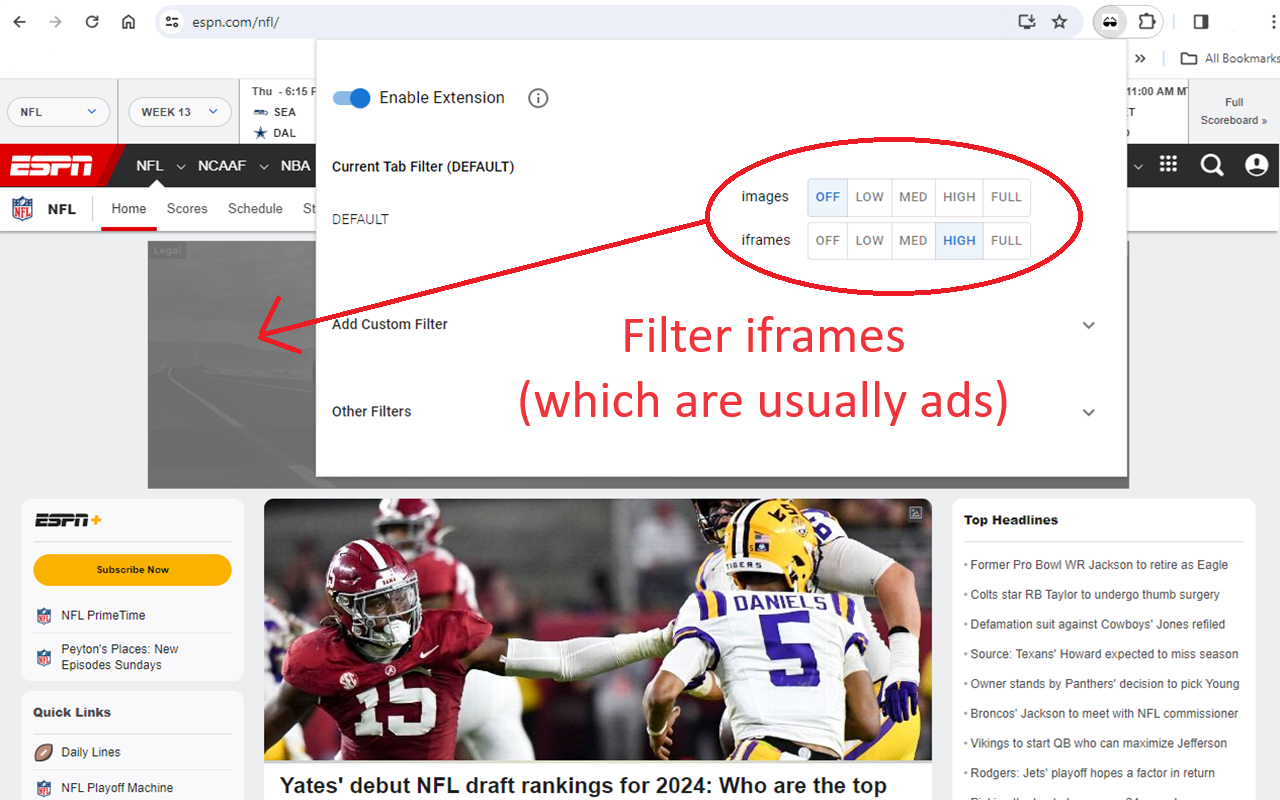 espn.com/nfl/
All Bookmarks
NFL
WEEK 13
Thu - 6:15 P
SEA
DAL
11:00 AM MT
Full
Scoreboard »
Enable Extension
ESPN
NFL
NCAAF
NBA
NFL
Home
Scores
Schedule
St
Legal
Current Tab Filter (DEFAULT)
DEFAULT
images
OFF
LOW
MED
HIGH
FULL
iframes
OFF
LOW
MED
HIGH
FULL
Add Custom Filter
Other Filters
Filter iframes
(which are usually ads)
ESPN+
Subscribe Now
NFL PrimeTime
Peyton's Places: New
Episodes Sundays
Quick Links
Daily Lines
NFL Playoff Machine
15
TIGERS
DANIELS
5
15
Yates' debut NFL draft rankings for 2024: Who are the top
Top Headlines
Former Pro Bowl WR Jackson to retire as Eagle
Colts star RB Taylor to undergo thumb surgery
Defamation suit against Cowboys' Jones refiled
Source: Texans' Howard expected to miss season
Owner stands by Panthers' decision to pick Young
Broncos' Jackson to meet with NFL commissioner
Vikings to start QB who can maximize Jefferson
Rodgers: Jets' playoff hopes a factor in return